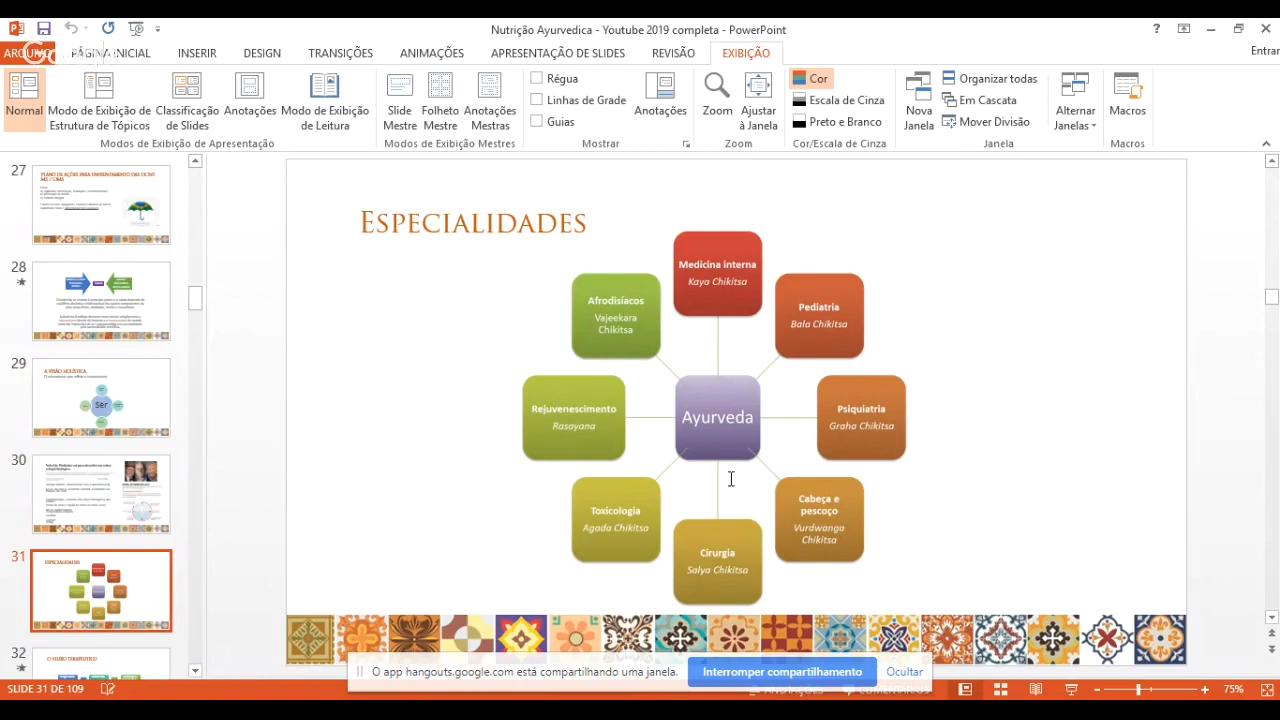 Nutrição Ayurvedica - Youtube 2019 completa - PowerPoint
ARQUIVO PÁGINA INICIAL INSERIR DESIGN TRANSIÇÕES ANIMAÇÕES APRESENTAÇÃO DE SLIDES REVISÃO EXIBIÇÃO
Entrar
Normal
Modo de Exibição de
Estrutura de Tópicos
Classificação
de Slides
Anotações
Modo de Exibição
de Leitura
Modos de Exibição de Apresentação
Slide
Mestre
Folheto
Mestre
Anotações
Mestras
Modos de Exibição Mestres
Régua
Linhas de Grade
Guias
Anotações
Mostrar
Zoom
Ajustar
à Janela
Zoom
Cor
Escala de Cinza
Preto e Branco
Cor/Escala de Cinza
Nova
Janela
Organizar todas
Em Cascata
Mover Divisão
Alternar
Janelas
Janela
Macros
Macros
27
28
29
A VISÃO HOLÍSTICA
Ser
30
31
ESPECIALIDADES
32
ESPECIALIDADES
Medicina interna
Kaya Chikitsa
Pediatria
Bala Chikitsa
Psiquiatria
Graha Chikitsa
Cabeça e
pescoço
Vurdwanga
Chikitsa
Cirurgia
Salya Chikitsa
Toxicologia
Agada Chikitsa
Rejuvenescimento
Rasayana
Afrodisíacos
Vajeekara
Chikitsa
Ayurveda
O app hangouts.google.com está compartilhando uma janela.
Interromper compartilhamento
Ocultar
SLIDE 31 DE 109
ANOTAÇÕES
COMENTÁRIOS
75%